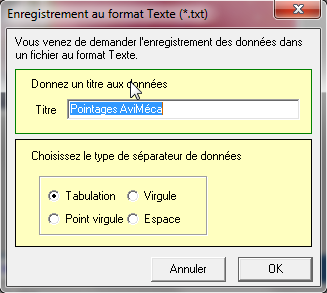 Enregistrement au format Texte (*.txt)
Vous venez de demander l'enregistrement des données dans
un fichier au format Texte.
Donnez un titre aux données
Titre Pointages AviMéca
Choisissez le type de séparateur de données
Tabulation Virgule
Point virgule Espace
Annuler OK